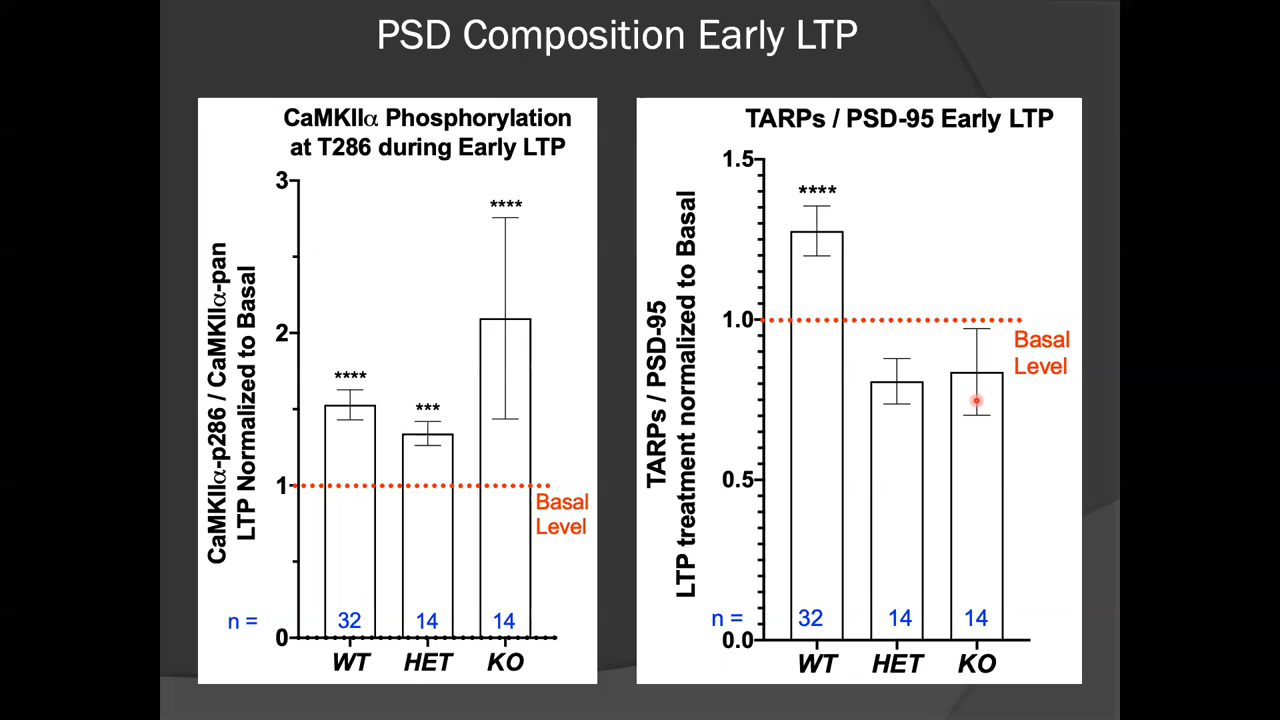 PSD Composition Early LTP
CaMKIIα Phosphorylation
at T286 during Early LTP
CaMKIIα-p286 / CaMKIIα-pan
LTP Normalized to Basal
3
2
1
0
****
***
****
Basal
Level
n =
32
14
14
WT
HET
KO
TARPs / PSD-95 Early LTP
TARPs / PSD-95
LTP treatment normalized to Basal
1.5
1.0
0.5
0.0
****
Basal
Level
n =
32
14
14
WT
HET
KO